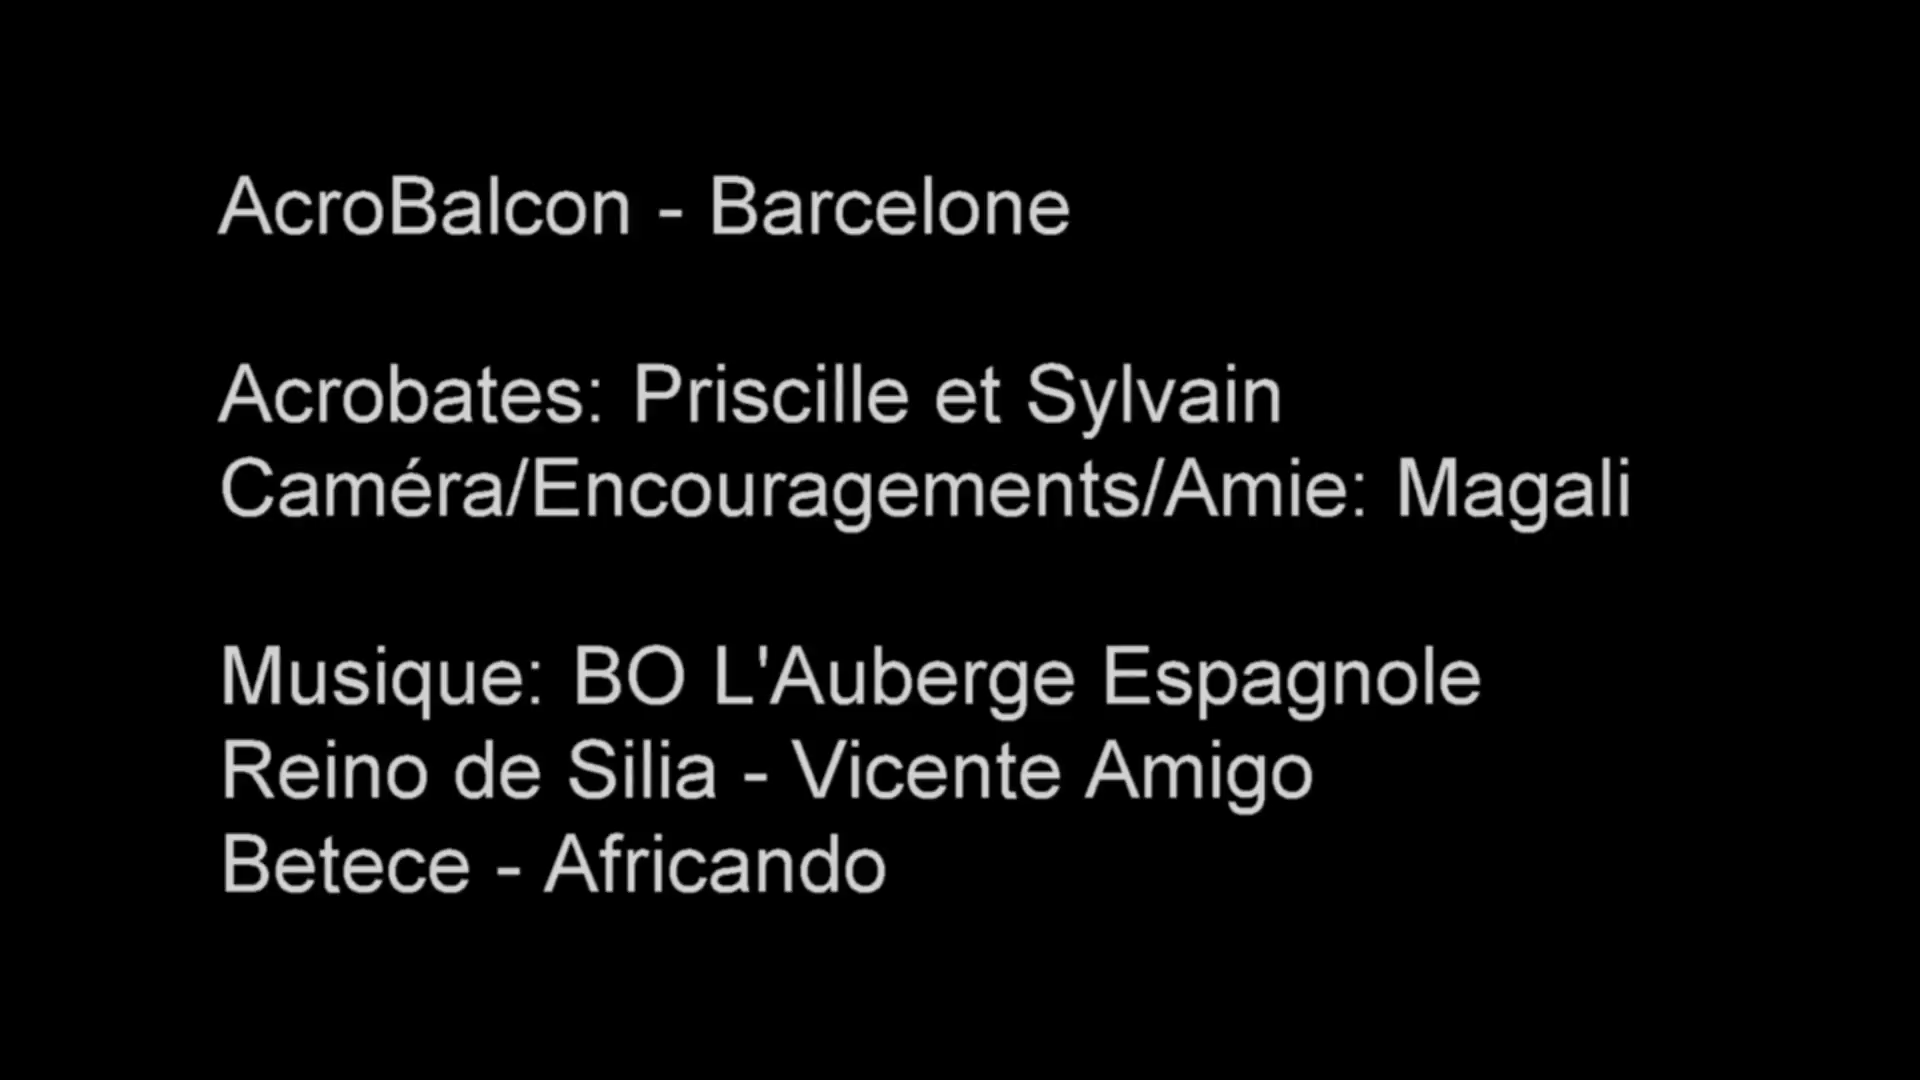 AcroBalcon - Barcelone
Acrobates: Priscille et Sylvain
Caméra/Encouragements/Amie: Magali
Musique: BO L'Auberge Espagnole
Reino de Silia - Vicente Amigo
Betece - Africando